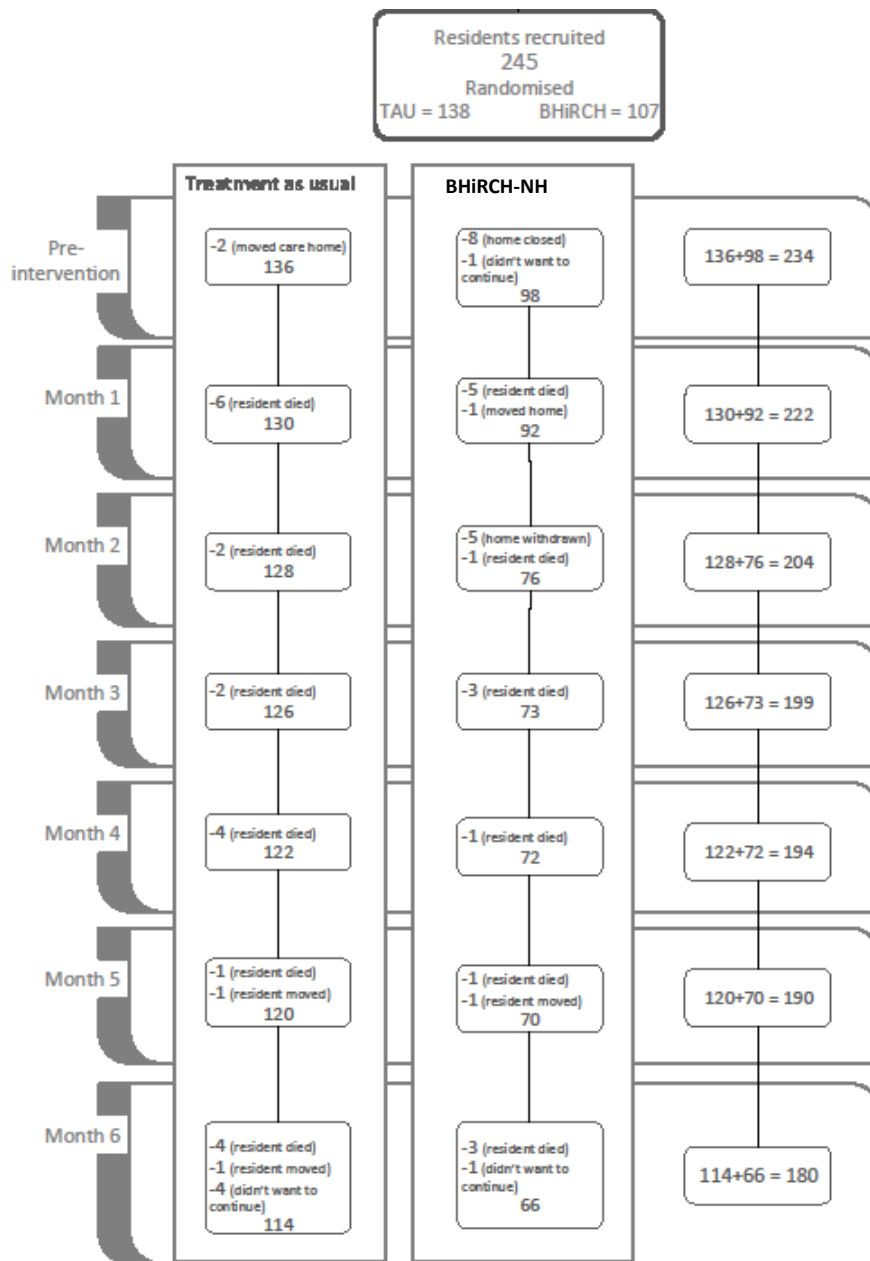 Residents recruited
245
Randomised
TAU = 138 BHiRCH = 107
Treatment as usual
BHiRCH-NH
Pre-
intervention
-2 (moved care home)
136
-8 (home closed)
-1 (didn't want to
continue)
98
136+98 = 234
Month 1
-6 (resident died)
130
-5 (resident died)
-1 (moved home)
92
130+92 = 222
Month 2
-2 (resident died)
128
-5 (home withdrawn)
-1 (resident died)
76
128+76 = 204
Month 3
-2 (resident died)
126
-3 (resident died)
73
126+73 = 199
Month 4
-4 (resident died)
122
-1 (resident died)
72
122+72 = 194
Month 5
-1 (resident died)
-1 (resident moved)
120
-1 (resident died)
-1 (resident moved)
70
120+70 = 190
Month 6
-4 (resident died)
-1 (resident moved)
-4 (didn't want to
continue)
114
-3 (resident died)
-1 (didn't want to
continue)
66
114+66 = 180